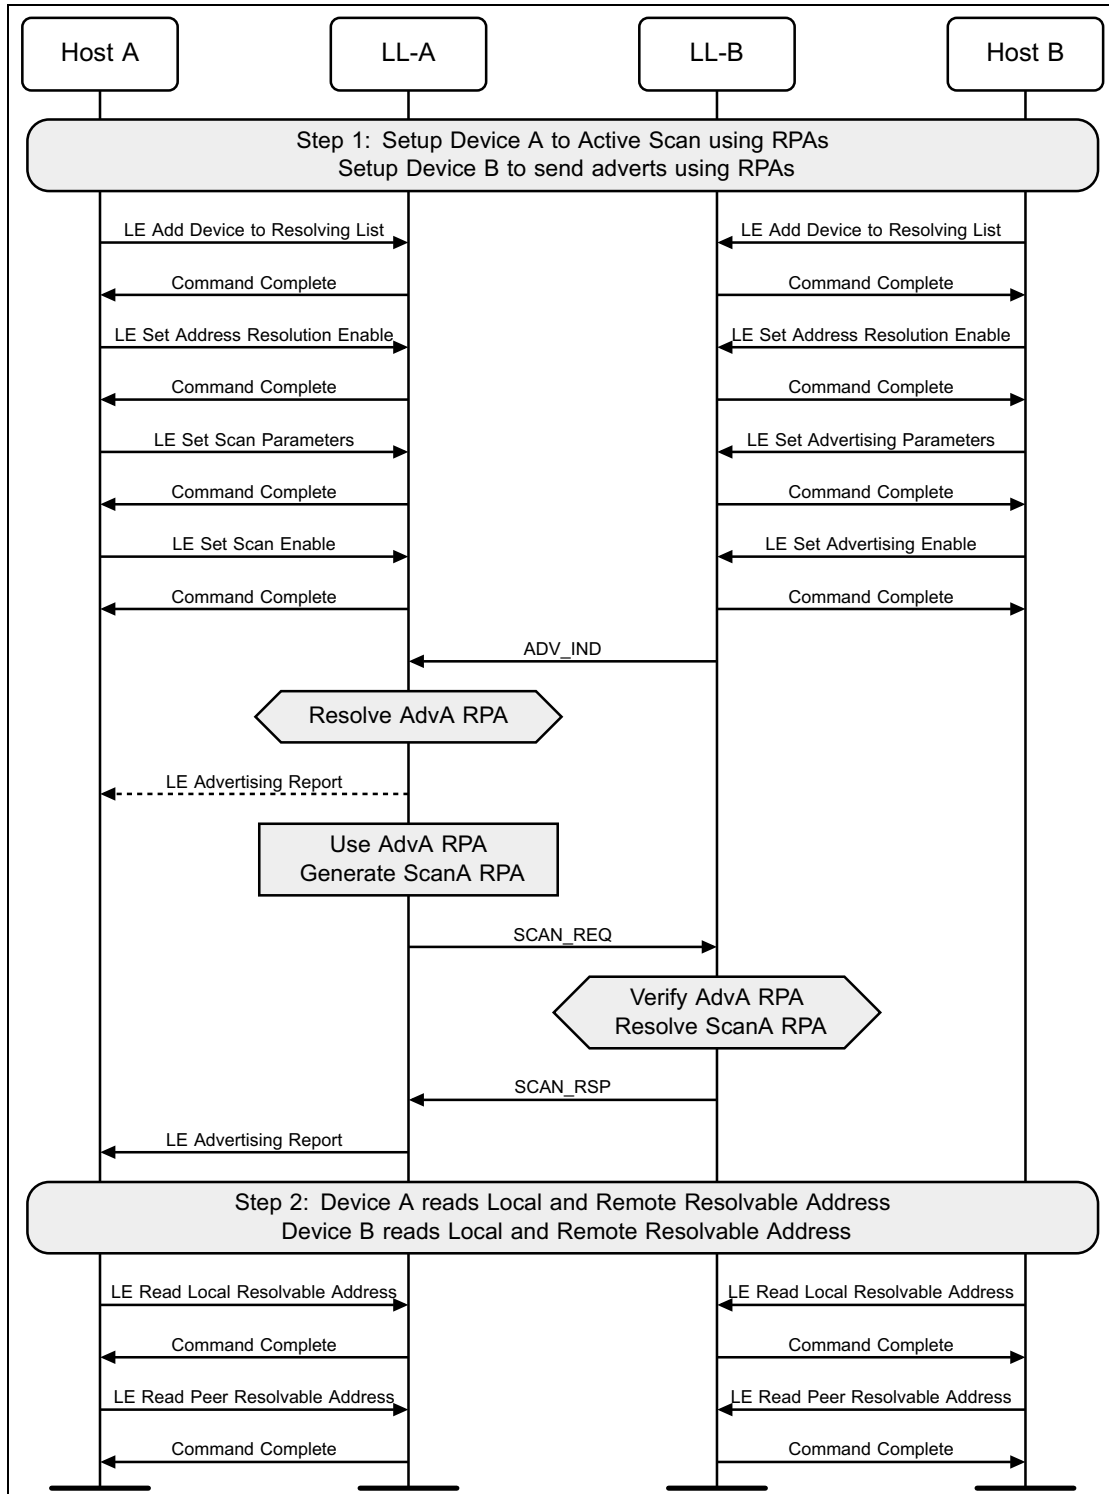 Host A
LL-A
LL-B
Host B
Step 1: Setup Device A to Active Scan using RPAs
Setup Device B to send adverts using RPAs
LE Add Device to Resolving List
LE Add Device to Resolving List
Command Complete
Command Complete
LE Set Address Resolution Enable
LE Set Address Resolution Enable
Command Complete
Command Complete
LE Set Scan Parameters
LE Set Advertising Parameters
Command Complete
Command Complete
LE Set Scan Enable
LE Set Advertising Enable
Command Complete
Command Complete
ADV_IND
Resolve AdvA RPA
LE Advertising Report
Use AdvA RPA
Generate ScanA RPA
SCAN_REQ
Verify AdvA RPA
Resolve ScanA RPA
SCAN_RSP
LE Advertising Report
Step 2: Device A reads Local and Remote Resolvable Address
Device B reads Local and Remote Resolvable Address
LE Read Local Resolvable Address
LE Read Local Resolvable Address
Command Complete
Command Complete
LE Read Peer Resolvable Address
LE Read Peer Resolvable Address
Command Complete
Command Complete